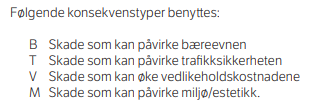 Følgende konsekvenstyper benyttes:
B Skade som kan påvirke bæreevnen
T Skade som kan påvirke trafikksikkerheten
V Skade som kan øke vedlikeholdskostnadene
M Skade som kan påvirke miljø/estetikk.